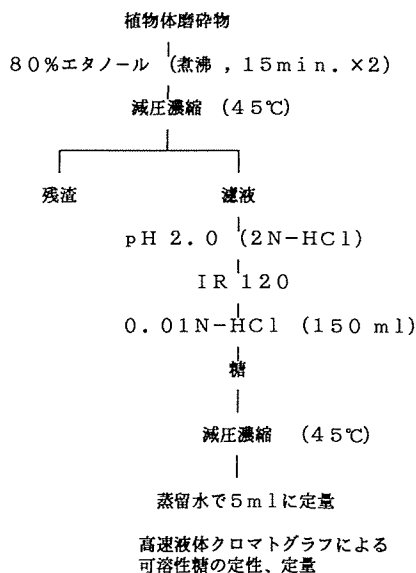 植物体磨砕物
80%エタノール (煮沸,15min.×2)
減圧濃縮 (45℃)
残渣 濾液
pH 2.0 (2N-HCl)
IR 120
0.01N-HCl (150 ml)
糖
減圧濃縮 (45℃)
蒸留水で5mlに定量
高速液体クロマトグラフによる
可溶性糖の定性、定量